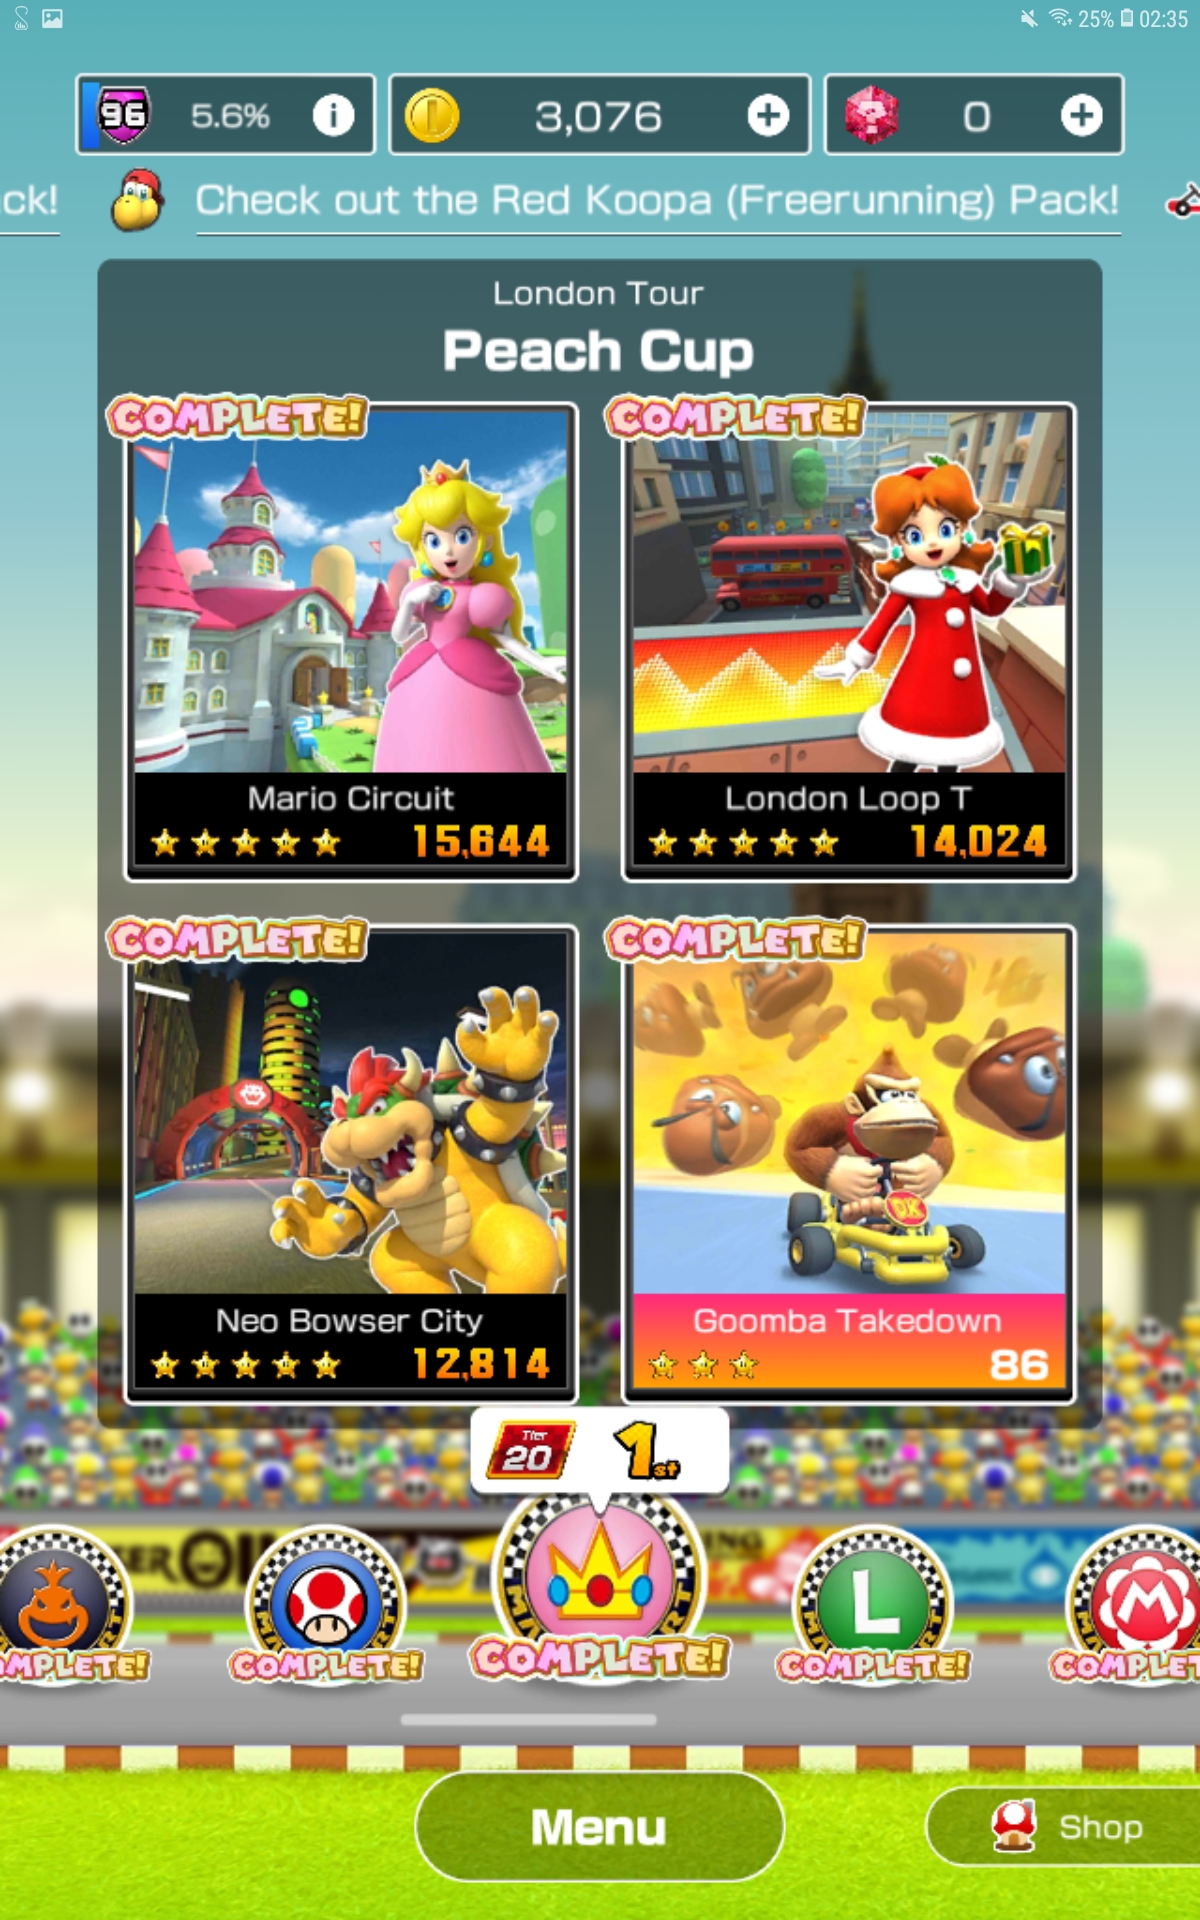 25% 02:35
96 5.6% i 3,076 0
ck! Check out the Red Koopa (Freerunning) Pack!
London Tour
Peach Cup
COMPLETE! COMPLETE!
Mario Circuit
15,644
London Loop T
14,024
COMPLETE! COMPLETE!
Neo Bowser City
12,814
DK
Goomba Takedown
86
Tier 20 1st
L M
OMPLETE! COMPLETE! COMPLETE! COMPLETE! COMPLET
Menu
Shop